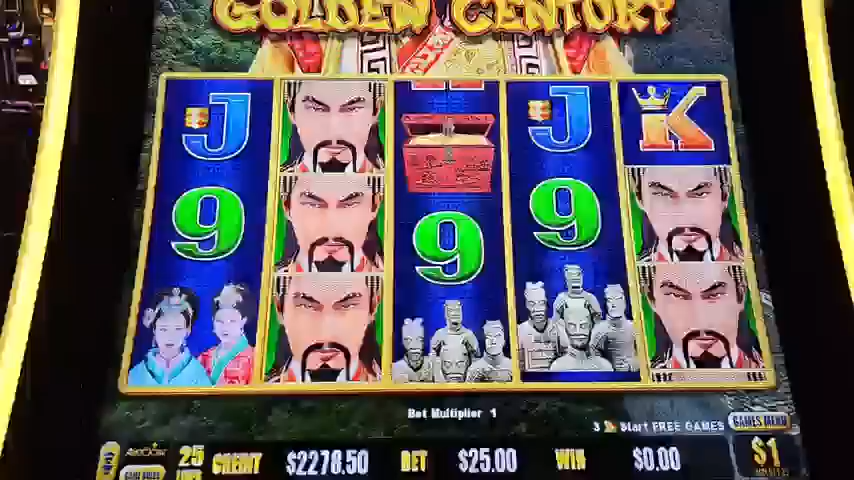 GOLDEN CENTURY
J
J
K
9
9
9
Bet Multiplier 1
3 Start FREE GAMES
GAMES MENU
25
LINES
CREDIT $2278.50 BET $25.00 WIN $0.00
$1